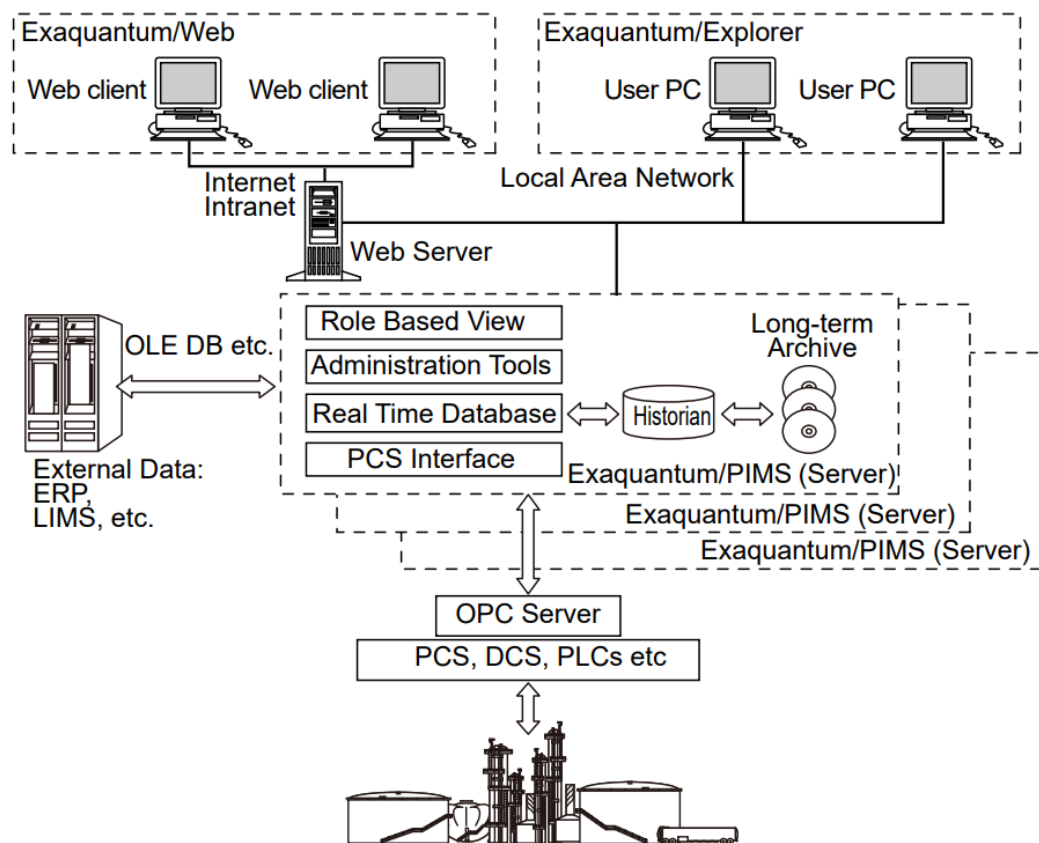 Exaquantum/Web
Exaquantum/Explorer
Web client
Web client
User PC
User PC
Internet
Intranet
Local Area Network
Web Server
Role Based View
Administration Tools
Real Time Database
PCS Interface
Historian
Long-term
Archive
OLE DB etc.
External Data:
ERP,
LIMS, etc.
Exaquantum/PIMS (Server)
Exaquantum/PIMS (Server)
Exaquantum/PIMS (Server)
OPC Server
PCS, DCS, PLCs etc